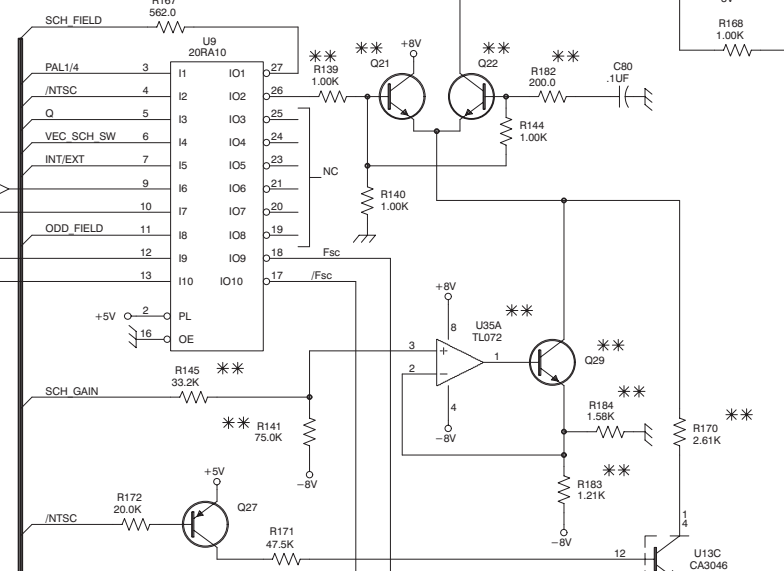 SCH_FIELD
R167
562.0
U9
20RA10
PAL1/4 3 I1 IO1 27
/NTSC 4 I2 IO2 26
Q 5 I3 IO3 25
VEC_SCH_SW 6 I4 IO4 24
INT/EXT 7 I5 IO5 23
9 I6 IO6 21
10 I7 IO7 20
ODD_FIELD 11 I8 IO8 19
12 I9 IO9 18 Fsc
13 I10 IO10 17 /Fsc
+5V 2 PL
16 OE
NC
** R139
1.00K
** Q21
+8V
** Q22
** R182
200.0
C80
.1UF
R168
1.00K
R144
1.00K
R140
1.00K
+8V
8
U35A
TL072
**
3 +
2 −
1
4
−8V
Q29 **
R184 **
1.58K
R170 **
2.61K
R183 **
1.21K
−8V
SCH_GAIN
R145 **
33.2K
** R141
75.0K
−8V
/NTSC
R172
20.0K
+5V
Q27
R171
47.5K
12
1
4
U13C
CA3046